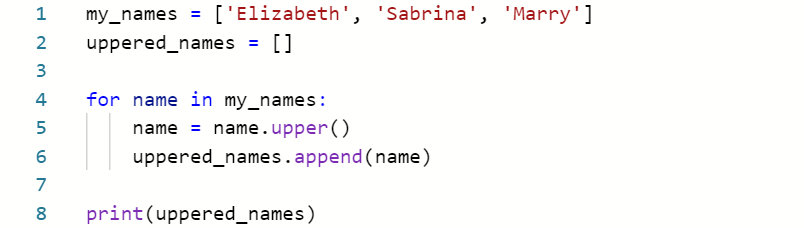 1 my_names = ['Elizabeth', 'Sabrina', 'Marry']
2 uppered_names = []
3
4 for name in my_names:
5     name = name.upper()
6     uppered_names.append(name)
7
8 print(uppered_names)